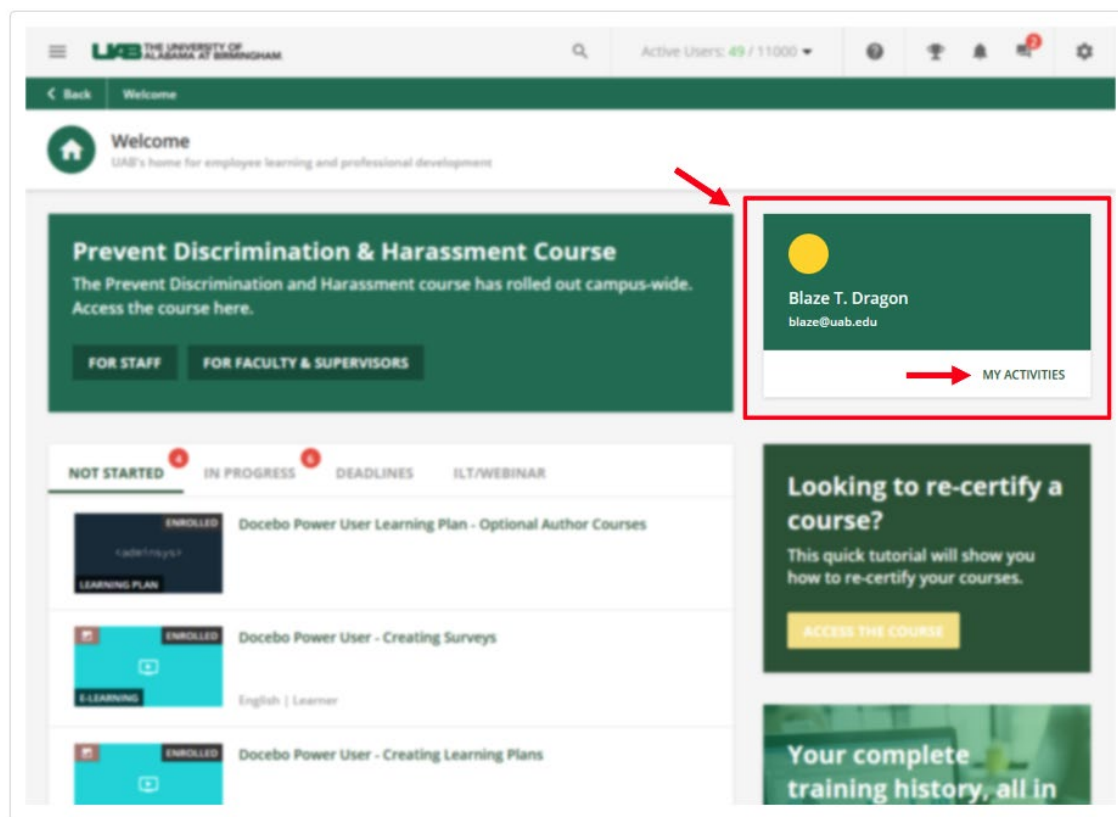 UAB THE UNIVERSITY OF
ALABAMA AT BIRMINGHAM
Active Users: 49 / 11000
2
Back
Welcome
Welcome
UAB's home for employee learning and professional development
Prevent Discrimination & Harassment Course
The Prevent Discrimination and Harassment course has rolled out campus-wide.
Access the course here.
FOR STAFF
FOR FACULTY & SUPERVISORS
Blaze T. Dragon
blaze@uab.edu
MY ACTIVITIES
NOT STARTED
4
IN PROGRESS
6
DEADLINES
ILT/WEBINAR
ENROLLED
LEARNING PLAN
Docebo Power User Learning Plan - Optional Author Courses
ENROLLED
E-LEARNING
Docebo Power User - Creating Surveys
English | Learner
ENROLLED
Docebo Power User - Creating Learning Plans
Looking to re-certify a
course?
This quick tutorial will show you
how to re-certify your courses.
ACCESS THE COURSE
Your complete
training history, all in